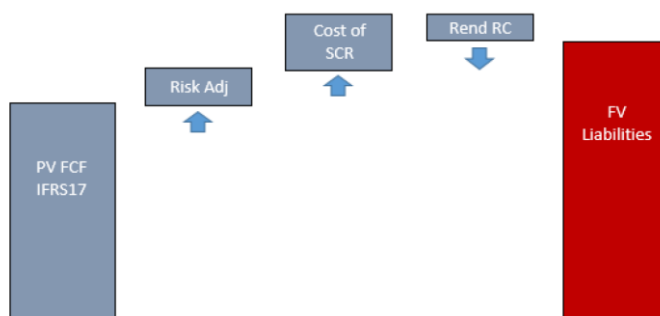 Cost of
SCR
Rend RC
Risk Adj
FV
Liabilities
PV FCF
IFRS17